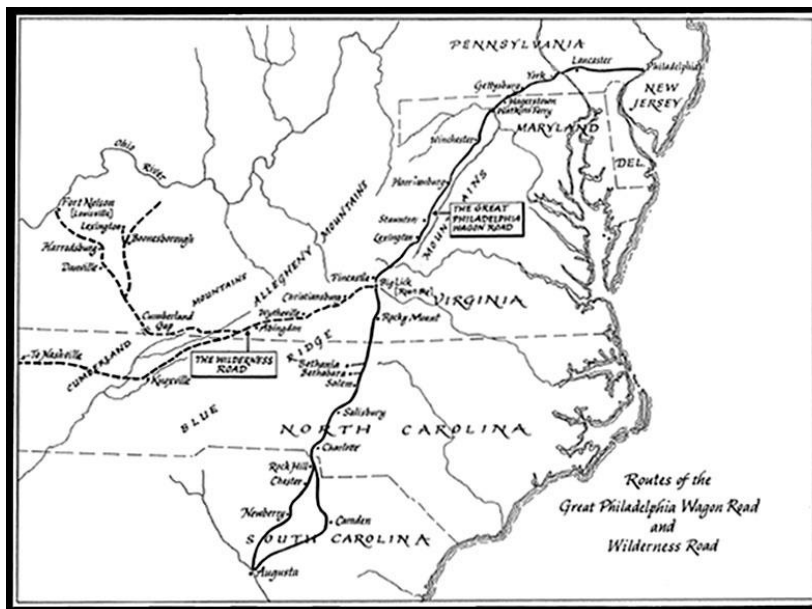 PENNSYLVANIA
Lancaster
Philadelphia
York
Gettysburg
NEW
JERSEY
Hagerstown
Watkins Ferry
MARYLAND
Winchester
DEL.
Ohio
River
Harrisonburg
MOUNTAINS
Fort Nelson
[Louisville]
Lexington
Boonesborough
Harrodsburg
Danville
ALLEGHENY MOUNTAINS
Staunton
THE GREAT
PHILADELPHIA
WAGON ROAD
Lexington
Fincastle
Big Lick
[Roanoke]
VIRGINIA
MOUNTAINS
Christiansburg
Wytheville
Rocky Mount
Cumberland
Gap
Abingdon
To Nashville
CUMBERLAND
THE WILDERNESS
ROAD
Knoxville
RIDGE
Bethania
Bethabara
Salem
BLUE
Salisbury
NORTH CAROLINA
Charlotte
Rock Hill
Chester
Newberry
Camden
SOUTH CAROLINA
Augusta
Routes of the
Great Philadelphia Wagon Road
and
Wilderness Road